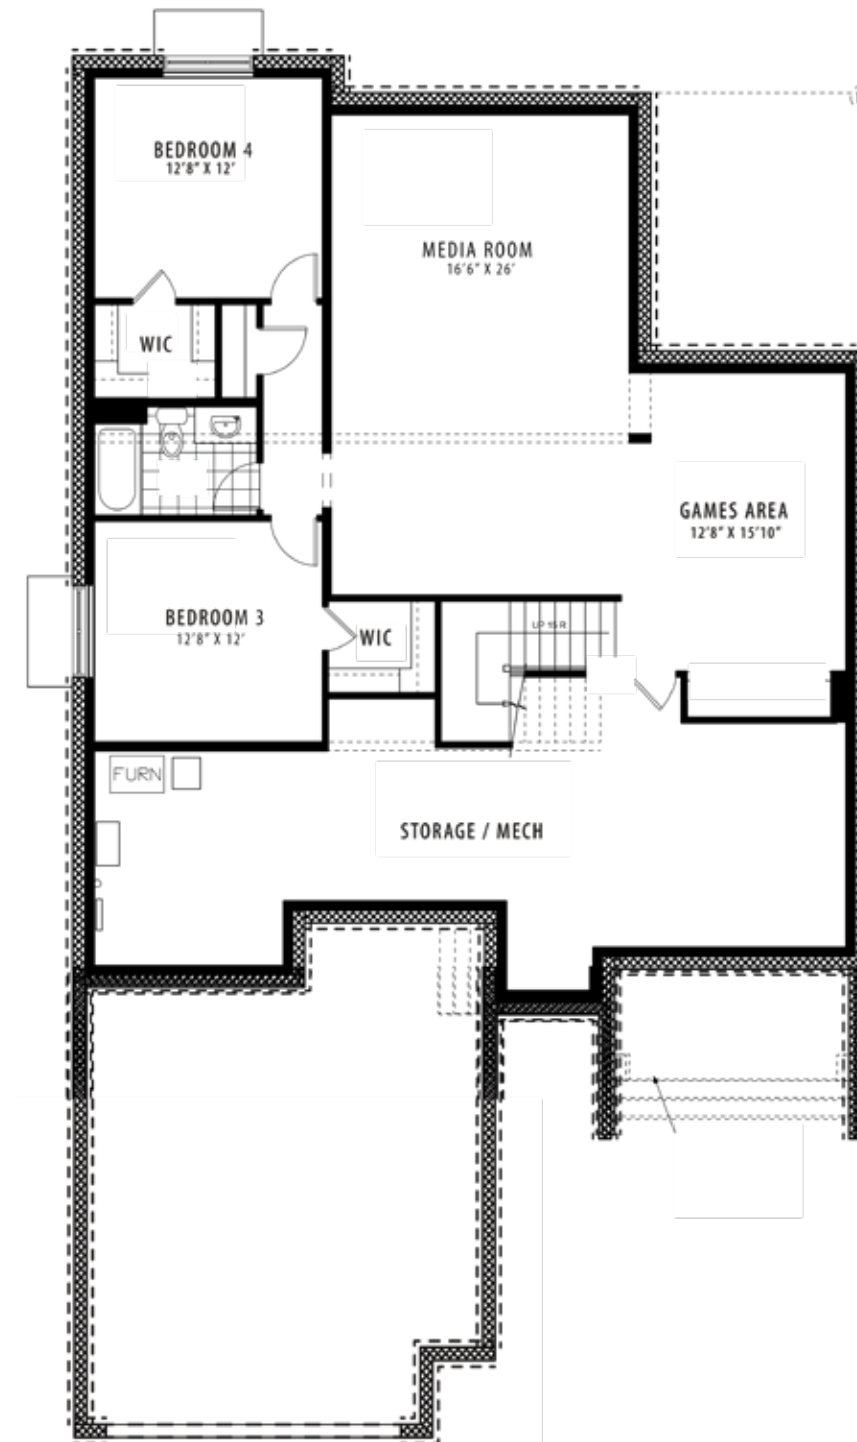 BEDROOM 4
12'8" X 12'
MEDIA ROOM
16'6" X 26'
WIC
GAMES AREA
12'8" X 15'10"
BEDROOM 3
12'8" X 12'
WIC
UP 15R
FURN
STORAGE / MECH